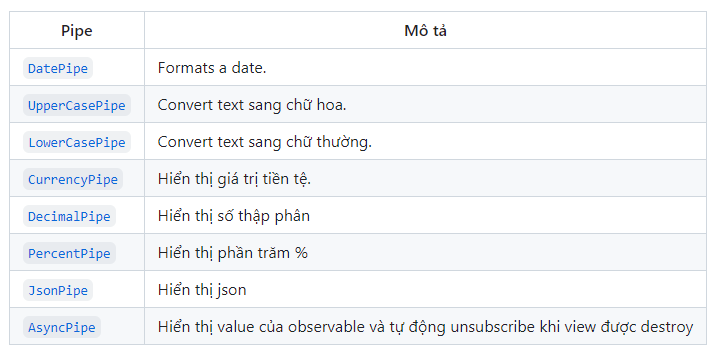 Pipe Mô tả
DatePipe Formats a date.
UpperCasePipe Convert text sang chữ hoa.
LowerCasePipe Convert text sang chữ thường.
CurrencyPipe Hiển thị giá trị tiền tệ.
DecimalPipe Hiển thị số thập phân
PercentPipe Hiển thị phần trăm %
JsonPipe Hiển thị json
AsyncPipe Hiển thị value của observable và tự động unsubscribe khi view được destroy